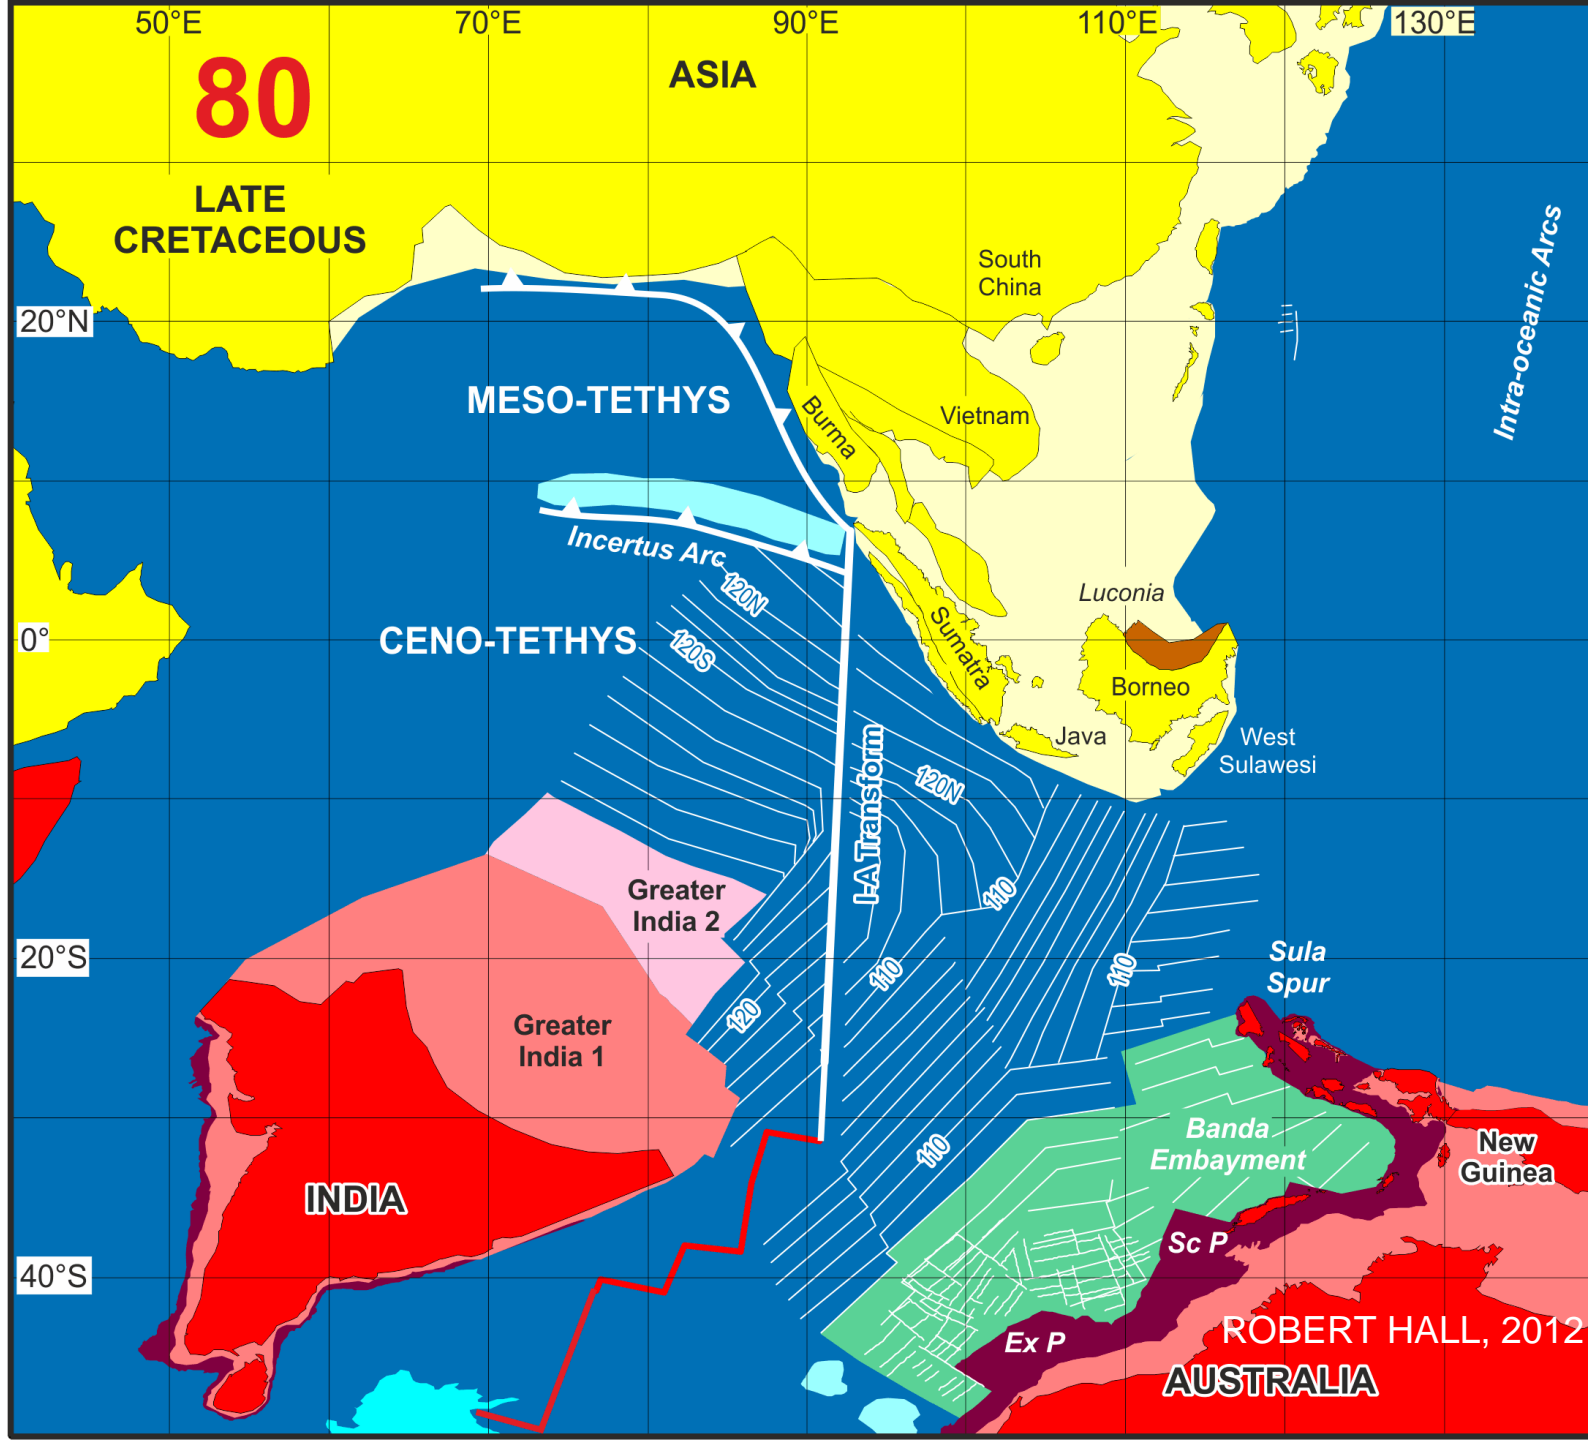 50°E
70°E
90°E
110°E
130°E
80
ASIA
LATE
CRETACEOUS
Intra-oceanic Arcs
South
China
20°N
MESO-TETHYS
Burma
Vietnam
Incertus Arc
120N
Luconia
0°
CENO-TETHYS
120S
Sumatra
Borneo
Java
West
Sulawesi
I-A Transform
120N
Greater
India 2
110
20°S
110
110
Sula
Spur
120
Greater
India 1
110
Banda
Embayment
New
Guinea
INDIA
Sc P
40°S
Ex P
ROBERT HALL, 2012
AUSTRALIA